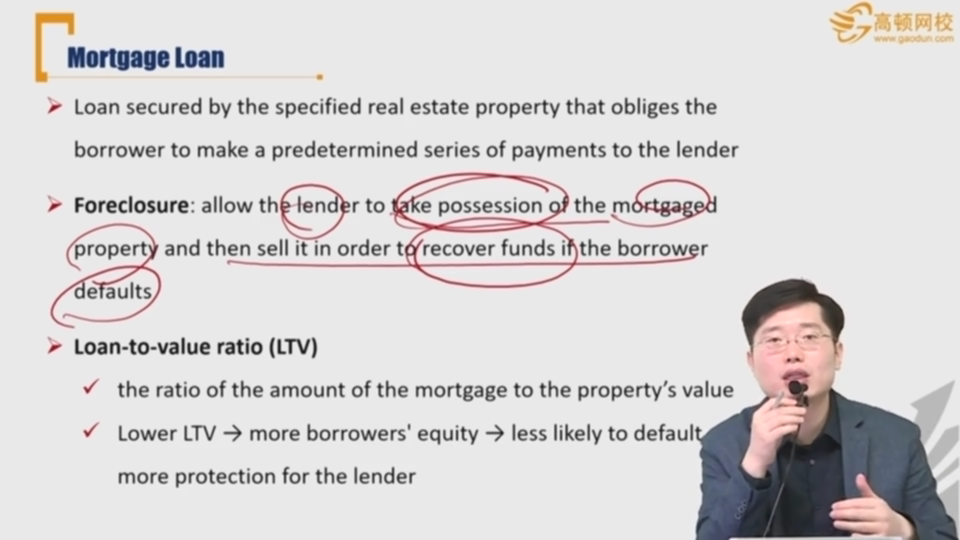 高顿网校
www.gaodun.com
Mortgage Loan
Loan secured by the specified real estate property that obliges the
borrower to make a predetermined series of payments to the lender
Foreclosure: allow the lender to take possession of the mortgaged
property and then sell it in order to recover funds if the borrower
defaults
Loan-to-value ratio (LTV)
the ratio of the amount of the mortgage to the property's value
Lower LTV → more borrowers' equity → less likely to default
more protection for the lender